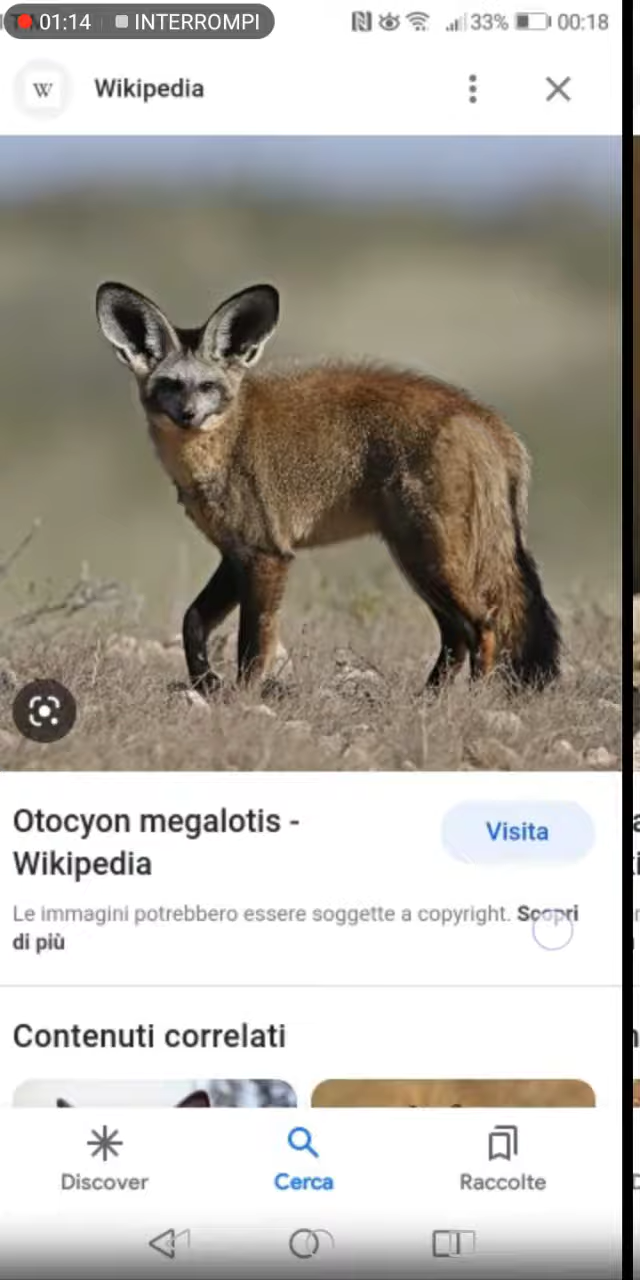 01:14 INTERROMPI 33% 00:18
W Wikipedia
Otocyon megalotis -
Wikipedia
Visita
Le immagini potrebbero essere soggette a copyright. Scopri
di più
Contenuti correlati
Discover Cerca Raccolte